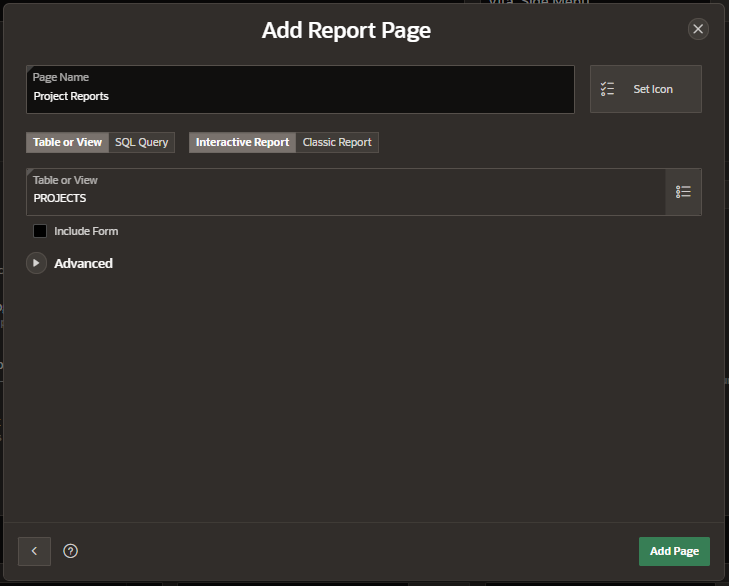 Add Report Page
Page Name
Project Reports
Set Icon
Table or View SQL Query Interactive Report Classic Report
Table or View
PROJECTS
Include Form
Advanced
Add Page